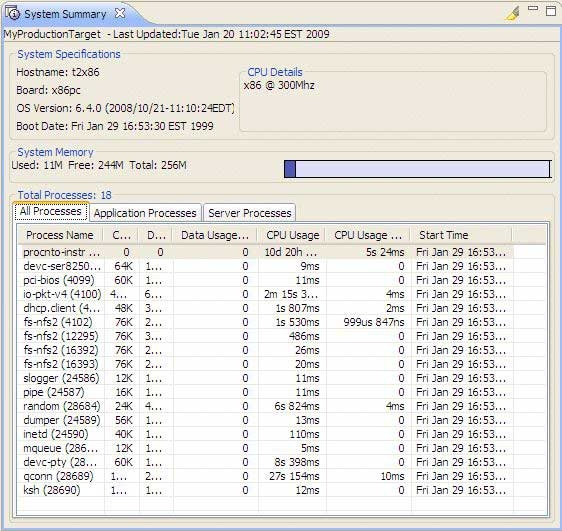 System Summary
MyProductionTarget - Last Updated:Tue Jan 20 11:02:45 EST 2009
System Specifications
Hostname: t2x86
Board: x86pc
OS Version: 6.4.0 (2008/10/21-11:10:24EDT)
Boot Date: Fri Jan 29 16:53:30 EST 1999
CPU Details
x86 @ 300Mhz
System Memory
Used: 11M Free: 244M Total: 256M
Total Processes: 18
All Processes Application Processes Server Processes
Process Name C... D... Data Usage... CPU Usage CPU Usage ... Start Time
procnto-instr ... 0 0 0 10d 20h ... 5s 24ms Fri Jan 29 16:53...
devc-ser8250... 64K 1... 0 9ms 0 Fri Jan 29 16:53...
pci-bios (4099) 60K 1... 0 11ms 0 Fri Jan 29 16:53...
io-pkt-v4 (4100) 4... 6... 0 2m 15s 3... 4ms Fri Jan 29 16:53...
dhcp.client (4... 48K 3... 0 1s 807ms 2ms Fri Jan 29 16:53...
fs-nfs2 (4102) 76K 2... 0 1s 530ms 999us 847ns Fri Jan 29 16:53...
fs-nfs2 (12295) 76K 3... 0 486ms 0 Fri Jan 29 16:53...
fs-nfs2 (16392) 76K 2... 0 26ms 0 Fri Jan 29 16:53...
fs-nfs2 (16393) 76K 2... 0 20ms 0 Fri Jan 29 16:53...
slogger (24586) 12K 1... 0 11ms 0 Fri Jan 29 16:53...
pipe (24587) 16K 1... 0 11ms 0 Fri Jan 29 16:53...
random (28684) 24K 4... 0 6s 824ms 4ms Fri Jan 29 16:53...
dumper (24589) 56K 1... 0 13ms 0 Fri Jan 29 16:53...
inetd (24590) 40K 1... 0 110ms 0 Fri Jan 29 16:53...
mqueue (286... 12K 1... 0 5ms 0 Fri Jan 29 16:53...
devc-pty (28... 60K 1... 0 8s 398ms 0 Fri Jan 29 16:53...
qconn (28689) 1... 2... 0 27s 154ms 10ms Fri Jan 29 16:53...
ksh (28690) 1... 1... 0 12ms 0 Fri Jan 29 16:53...